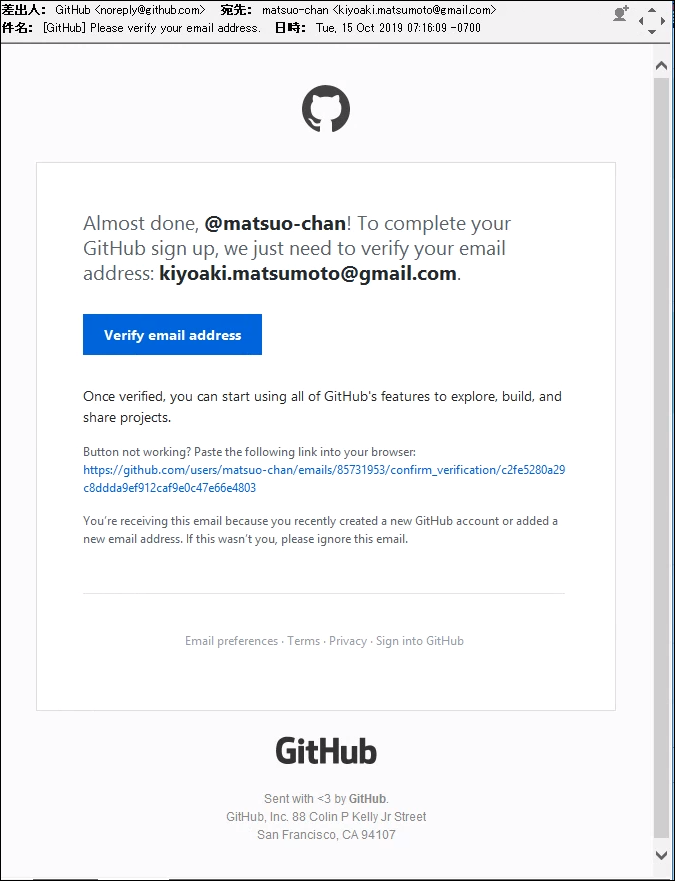 差出人: GitHub <noreply@github.com> 宛先: matsuo-chan <kiyoaki.matsumoto@gmail.com>
件名: [GitHub] Please verify your email address. 日時: Tue, 15 Oct 2019 07:16:09 -0700
Almost done, @matsuo-chan! To complete your
GitHub sign up, we just need to verify your email
address: kiyoaki.matsumoto@gmail.com.
Verify email address
Once verified, you can start using all of GitHub's features to explore, build, and
share projects.
Button not working? Paste the following link into your browser:
https://github.com/users/matsuo-chan/emails/85731953/confirm_verification/c2fe5280a29
c8ddda9ef912caf9e0c47e66e4803
You're receiving this email because you recently created a new GitHub account or added a
new email address. If this wasn't you, please ignore this email.
Email preferences · Terms · Privacy · Sign into GitHub
GitHub
Sent with <3 by GitHub.
GitHub, Inc. 88 Colin P Kelly Jr Street
San Francisco, CA 94107